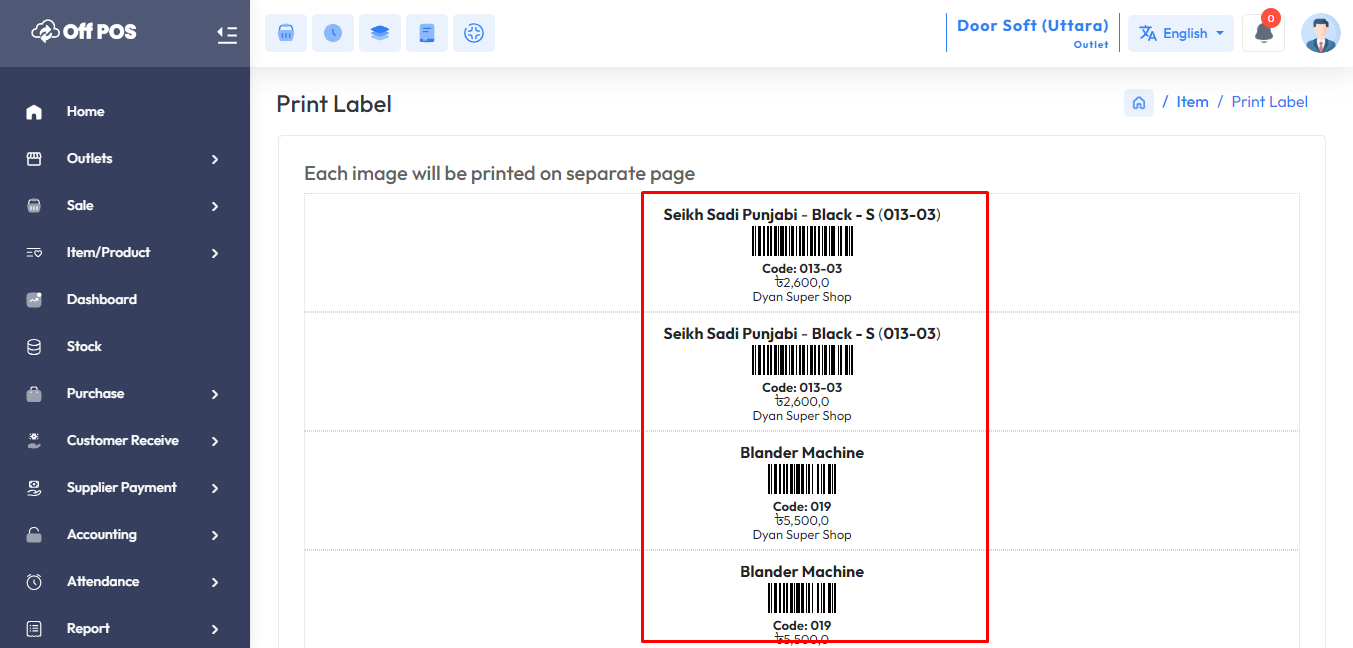 Off POS
Door Soft (Uttara)
Outlet
English
0
Home
Outlets
Sale
Item/Product
Dashboard
Stock
Purchase
Customer Receive
Supplier Payment
Accounting
Attendance
Report
Print Label
/ Item / Print Label
Each image will be printed on separate page
Seikh Sadi Punjabi - Black - S (013-03)
Code: 013-03
৳2,600,0
Dyan Super Shop
Seikh Sadi Punjabi - Black - S (013-03)
Code: 013-03
৳2,600,0
Dyan Super Shop
Blander Machine
Code: 019
৳5,500,0
Dyan Super Shop
Blander Machine
Code: 019
৳5,500,0